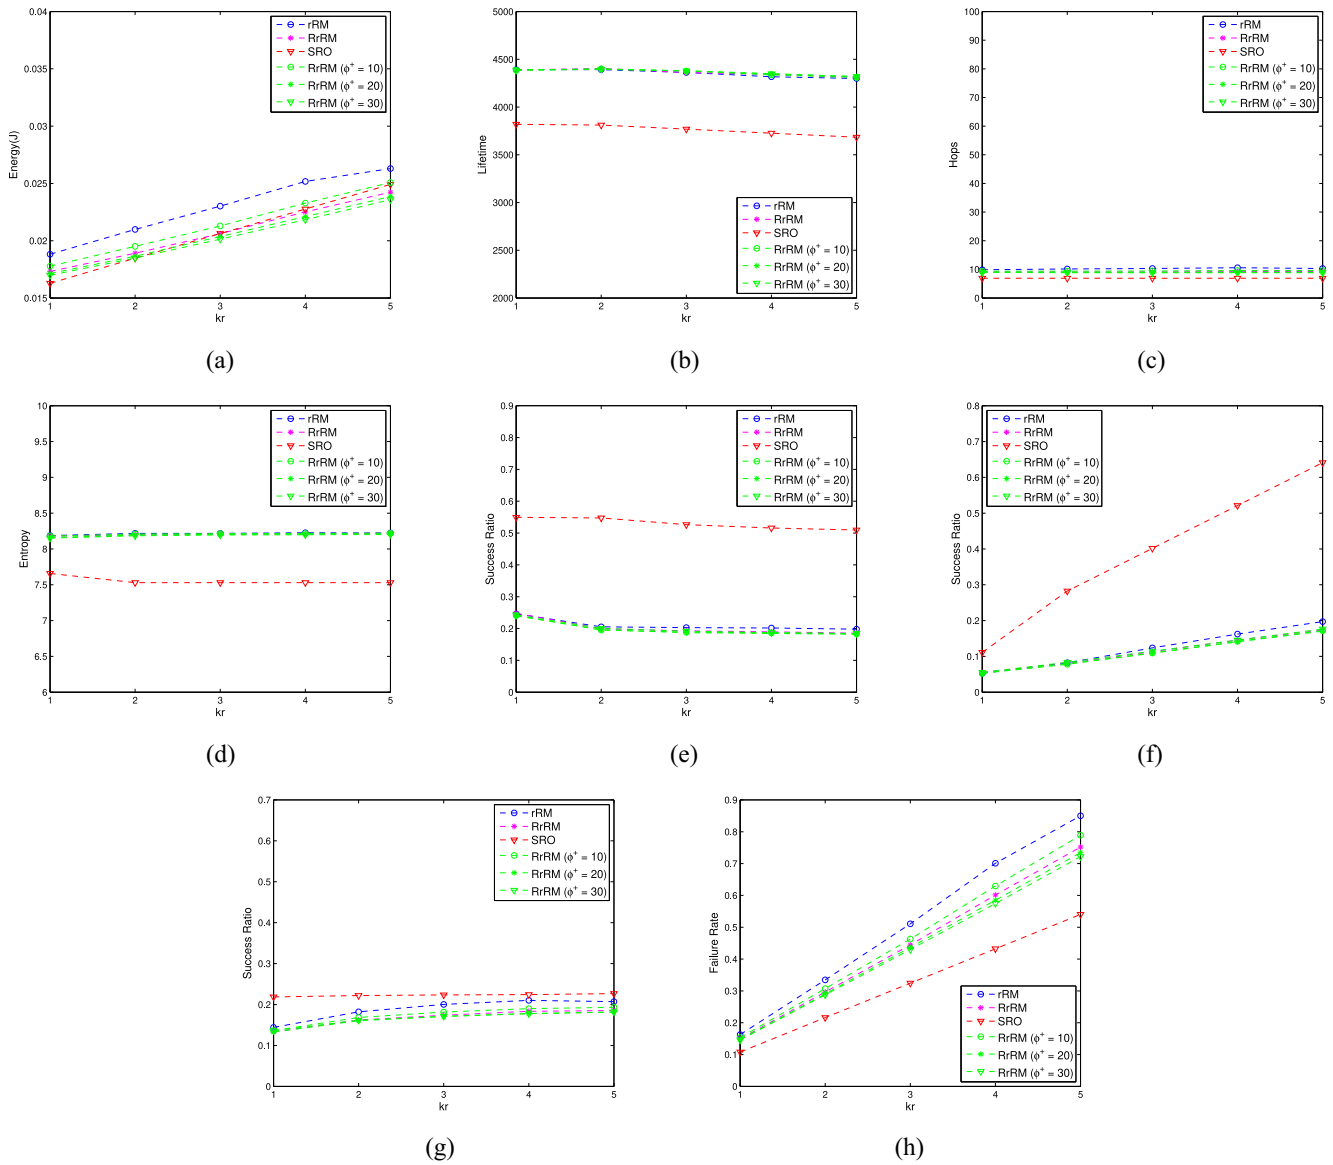 0.04
0.035
0.03
0.025
0.02
0.015
Energy(J)
1 2 3 4 5
kr
rRM
RrRM
SRO
RrRM (ϕ⁺ = 10)
RrRM (ϕ⁺ = 20)
RrRM (ϕ⁺ = 30)
(a)
5000
4500
4000
3500
3000
2500
2000
Lifetime
1 2 3 4 5
kr
rRM
RrRM
SRO
RrRM (ϕ⁺ = 10)
RrRM (ϕ⁺ = 20)
RrRM (ϕ⁺ = 30)
(b)
100
90
80
70
60
50
40
30
20
10
0
Hops
1 2 3 4 5
kr
rRM
RrRM
SRO
RrRM (ϕ⁺ = 10)
RrRM (ϕ⁺ = 20)
RrRM (ϕ⁺ = 30)
(c)
10
9.5
9
8.5
8
7.5
7
6.5
6
Entropy
1 2 3 4 5
kr
rRM
RrRM
SRO
RrRM (ϕ⁺ = 10)
RrRM (ϕ⁺ = 20)
RrRM (ϕ⁺ = 30)
(d)
0.9
0.8
0.7
0.6
0.5
0.4
0.3
0.2
0.1
0
Success Ratio
1 2 3 4 5
kr
rRM
RrRM
SRO
RrRM (ϕ⁺ = 10)
RrRM (ϕ⁺ = 20)
RrRM (ϕ⁺ = 30)
(e)
0.8
0.7
0.6
0.5
0.4
0.3
0.2
0.1
0
Success Ratio
1 2 3 4 5
kr
rRM
RrRM
SRO
RrRM (ϕ⁺ = 10)
RrRM (ϕ⁺ = 20)
RrRM (ϕ⁺ = 30)
(f)
0.7
0.6
0.5
0.4
0.3
0.2
0.1
0
Success Ratio
1 2 3 4 5
kr
rRM
RrRM
SRO
RrRM (ϕ⁺ = 10)
RrRM (ϕ⁺ = 20)
RrRM (ϕ⁺ = 30)
(g)
0.9
0.8
0.7
0.6
0.5
0.4
0.3
0.2
0.1
0
Failure Rate
1 2 3 4 5
kr
rRM
RrRM
SRO
RrRM (ϕ⁺ = 10)
RrRM (ϕ⁺ = 20)
RrRM (ϕ⁺ = 30)
(h)